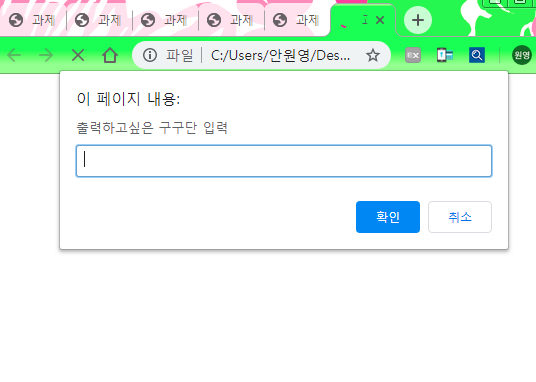 과제 과제 과제 과제 과제 과
파일 C:/Users/안원영/Des... 원영
이 페이지 내용:
출력하고싶은 구구단 입력
확인 취소